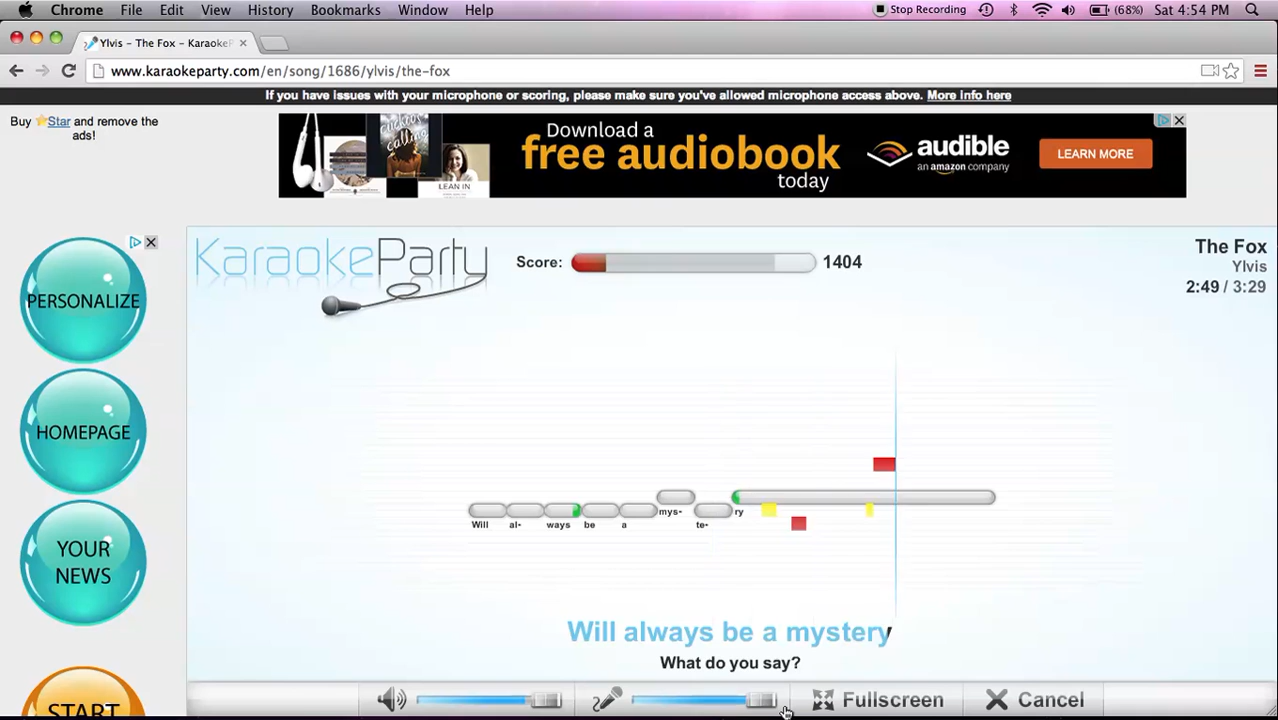 Chrome File Edit View History Bookmarks Window Help Stop Recording (68%) Sat 4:54 PM
Ylvis - The Fox - KaraokeP
www.karaokeparty.com/en/song/1686/ylvis/the-fox
If you have issues with your microphone or scoring, please make sure you've allowed microphone access above. More info here
Buy Star and remove the
ads!
Download a
free audiobook
today
cuckoo's
calling
LEAN IN
audible
an amazon company
LEARN MORE
PERSONALIZE
HOMEPAGE
YOUR
NEWS
START
KaraokeParty
Score: 1404
The Fox
Ylvis
2:49 / 3:29
Will al- ways be a mys- te- ry
Will always be a mystery
What do you say?
Fullscreen Cancel